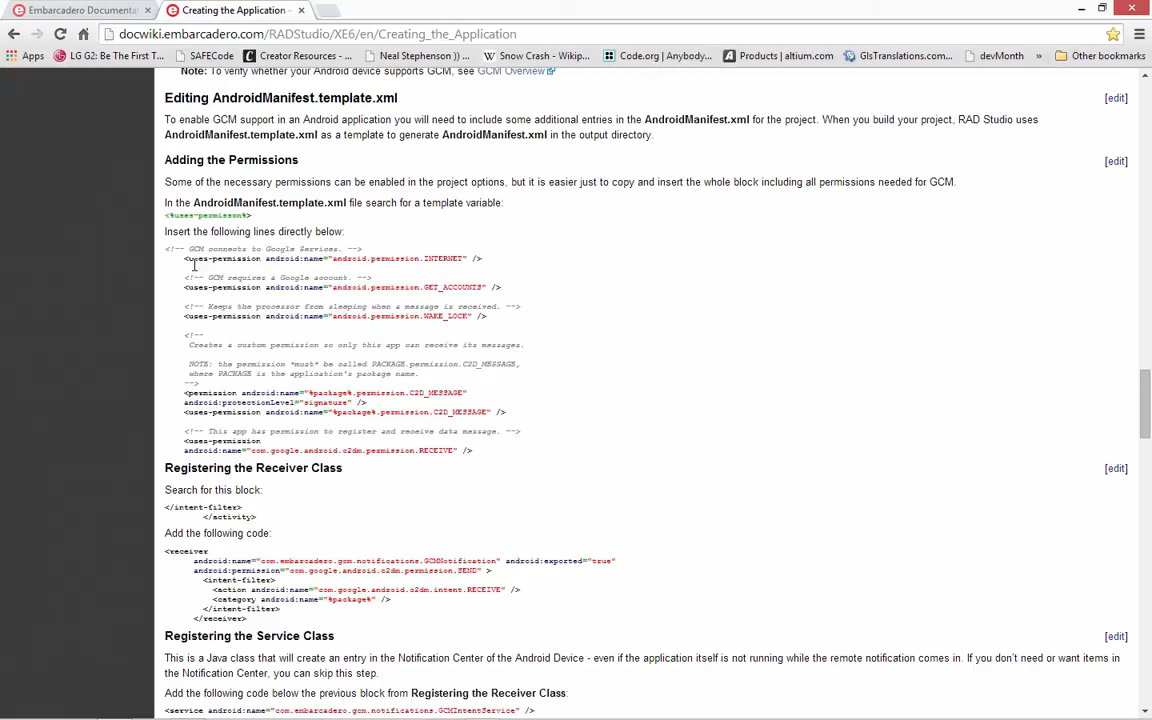 Embarcadero Documenta
Creating the Application -
docwiki.embarcadero.com/RADStudio/XE6/en/Creating_the_Application
Apps
LG G2: Be The First T...
SAFECode
Creator Resources - ...
Neal Stephenson )) ...
Snow Crash - Wikip...
Code.org | Anybody...
Products | altium.com
GlsTranslations.com...
devMonth
»
Other bookmarks
Note: To verify whether your Android device supports GCM, see GCM Overview
Editing AndroidManifest.template.xml [edit]
To enable GCM support in an Android application you will need to include some additional entries in the AndroidManifest.xml for the project. When you build your project, RAD Studio uses
AndroidManifest.template.xml as a template to generate AndroidManifest.xml in the output directory.
Adding the Permissions [edit]
Some of the necessary permissions can be enabled in the project options, but it is easier just to copy and insert the whole block including all permissions needed for GCM.
In the AndroidManifest.template.xml file search for a template variable:
<%uses-permisson%>
Insert the following lines directly below:
<!-- GCM connects to Google Services. -->
<uses-permission android:name="android.permission.INTERNET" />
<!-- GCM requires a Google account. -->
<uses-permission android:name="android.permission.GET_ACCOUNTS" />
<!-- Keeps the processor from sleeping when a message is received. -->
<uses-permission android:name="android.permission.WAKE_LOCK" />
<!--
Creates a custom permission so only this app can receive its messages.
NOTE: the permission *must* be called PACKAGE.permission.C2D_MESSAGE,
where PACKAGE is the application's package name.
-->
<permission android:name="%package%.permission.C2D_MESSAGE"
android:protectionLevel="signature" />
<uses-permission android:name="%package%.permission.C2D_MESSAGE" />
<!-- This app has permission to register and receive data message. -->
<uses-permission
android:name="com.google.android.c2dm.permission.RECEIVE" />
Registering the Receiver Class [edit]
Search for this block:
</intent-filter>
</activity>
Add the following code:
<receiver
android:name="com.embarcadero.gcm.notifications.GCMNotification" android:exported="true"
android:permission="com.google.android.c2dm.permission.SEND" >
<intent-filter>
<action android:name="com.google.android.c2dm.intent.RECEIVE" />
<category android:name="%package%" />
</intent-filter>
</receiver>
Registering the Service Class [edit]
This is a Java class that will create an entry in the Notification Center of the Android Device - even if the application itself is not running while the remote notification comes in. If you don't need or want items in
the Notification Center, you can skip this step.
Add the following code below the previous block from Registering the Receiver Class:
<service android:name="com.embarcadero.gcm.notifications.GCMIntentService" />